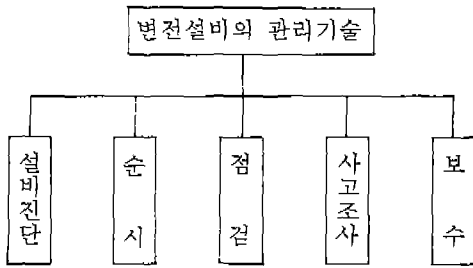 변전설비의 관리기술
설비진단
순시
점검
사고조사
보수